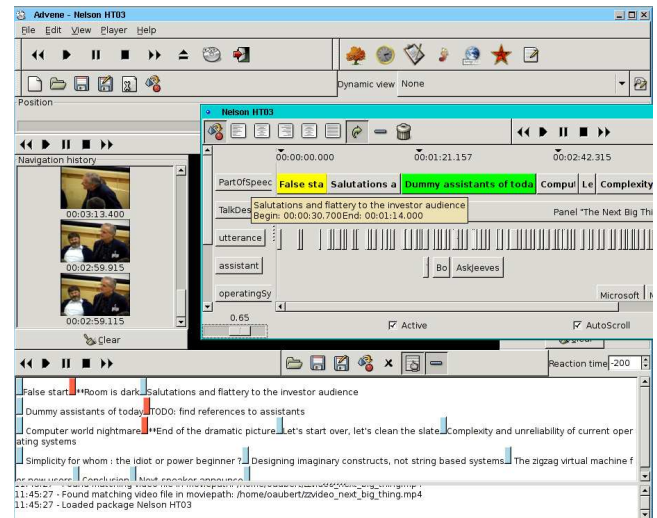 Advene - Nelson HT03
File Edit View Player Help
Dynamic view None
Position
Nelson HT03
Navigation history
00:00:00.000 00:01:21.157 00:02:42.315
PartOfSpeec False sta Salutations a Dummy assistants of toda Comput Le Complexity
Salutations and flattery to the investor audience
TalkDes Panel "The Next Big Thi
Begin: 00:00:30.700End: 00:01:14.000
00:03:13.400
utterance
assistant Bo AskJeeves
00:02:59.915
operatingSy Microsoft
0.65
Active AutoScroll
00:02:59.115
Clear
Reaction time -200
False start **Room is dark Salutations and flattery to the investor audience
Dummy assistants of today TODO: find references to assistants
Computer world nightmare **End of the dramatic picture Let's start over, let's clean the slate Complexity and unreliability of current oper
ating systems
Simplicity for whom : the idiot or power beginner ? Designing imaginary constructs, not string based systems The zigzag virtual machine f
or new users Conclusion Next speaker announce
11:45:27 - Found matching video file in moviepath: /home/oaubert/zzvideo_next_big_thing.mp4
11:45:27 - Loaded package Nelson HT03